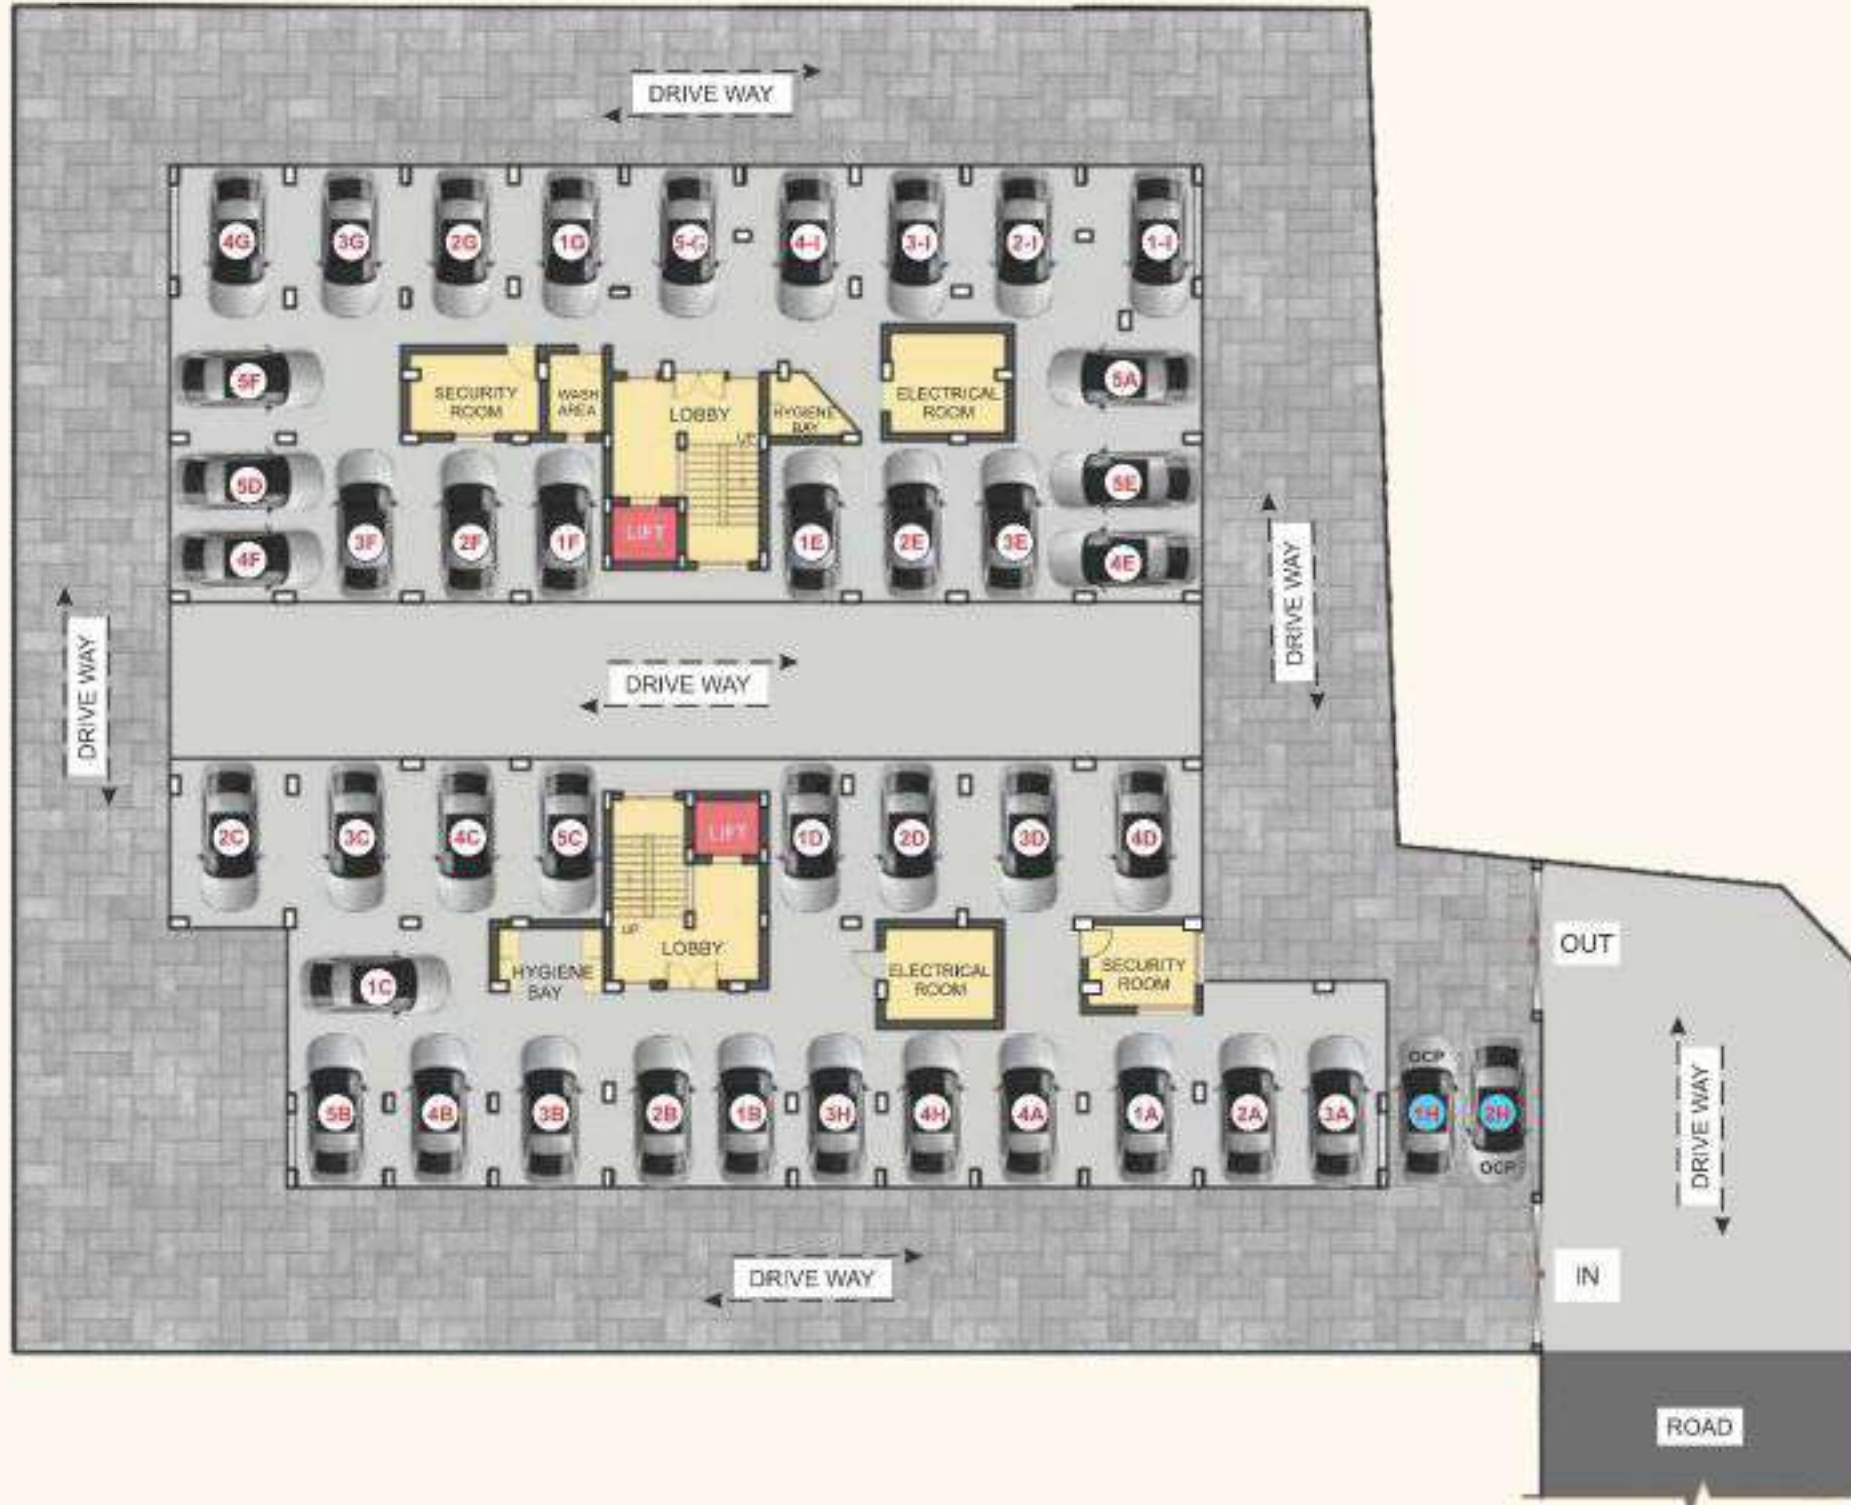 DRIVE WAY
4G
3G
2G
1G
5-G
4-I
3-I
2-I
1-I
5F
SECURITY
ROOM
WASH
AREA
LOBBY
UP
HYGIENE
BAY
ELECTRICAL
ROOM
5A
5D
5E
4F
3F
2F
1F
LIFT
1E
2E
3E
4E
DRIVE WAY
DRIVE WAY
DRIVE WAY
2C
3C
4C
5C
LIFT
1D
2D
3D
4D
UP
LOBBY
1C
HYGIENE
BAY
ELECTRICAL
ROOM
SECURITY
ROOM
OUT
5B
4B
3B
2B
1B
3H
4H
4A
1A
2A
3A
OCP
1H
2H
OCP
DRIVE WAY
DRIVE WAY
IN
ROAD